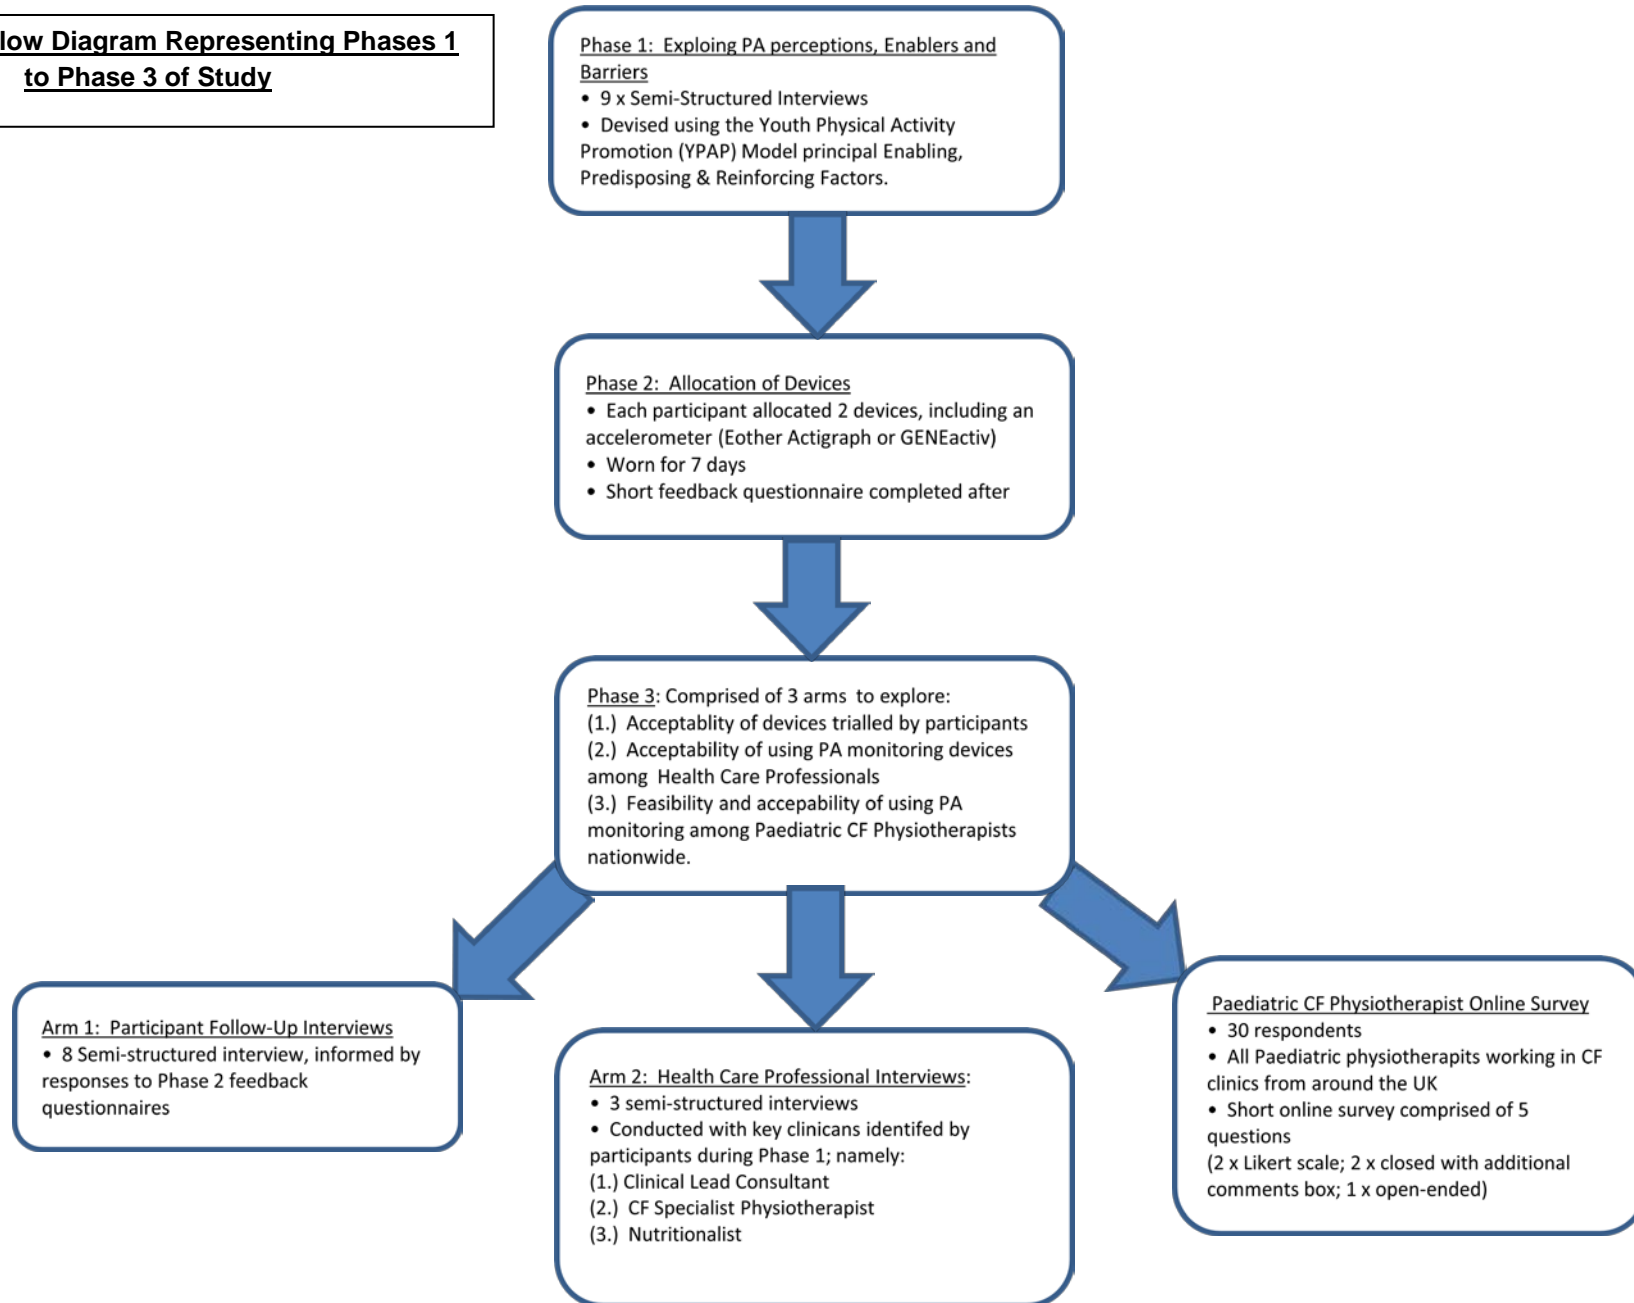 low Diagram Representing Phases 1
to Phase 3 of Study
Phase 1:  Exploing PA perceptions, Enablers and
Barriers
• 9 x Semi-Structured Interviews
• Devised using the Youth Physical Activity
Promotion (YPAP) Model principal Enabling,
Predisposing & Reinforcing Factors.
Phase 2:  Allocation of Devices
• Each participant allocated 2 devices, including an
accelerometer (Eother Actigraph or GENEactiv)
• Worn for 7 days
• Short feedback questionnaire completed after
Phase 3: Comprised of 3 arms  to explore:
(1.)  Acceptablity of devices trialled by participants
(2.)  Acceptability of using PA monitoring devices
among  Health Care Professionals
(3.)  Feasibility and accepability of using PA
monitoring among Paediatric CF Physiotherapists
nationwide.
Arm 1:  Participant Follow-Up Interviews
• 8 Semi-structured interview, informed by
responses to Phase 2 feedback
questionnaires
Arm 2:  Health Care Professional Interviews:
• 3 semi-structured interviews
• Conducted with key clinicans identifed by
participants during Phase 1; namely:
(1.) Clinical Lead Consultant
(2.)  CF Specialist Physiotherapist
(3.)  Nutritionalist
Paediatric CF Physiotherapist Online Survey
• 30 respondents
• All Paediatric physiotherapits working in CF
clinics from around the UK
• Short online survey comprised of 5
questions
(2 x Likert scale; 2 x closed with additional
comments box; 1 x open-ended)